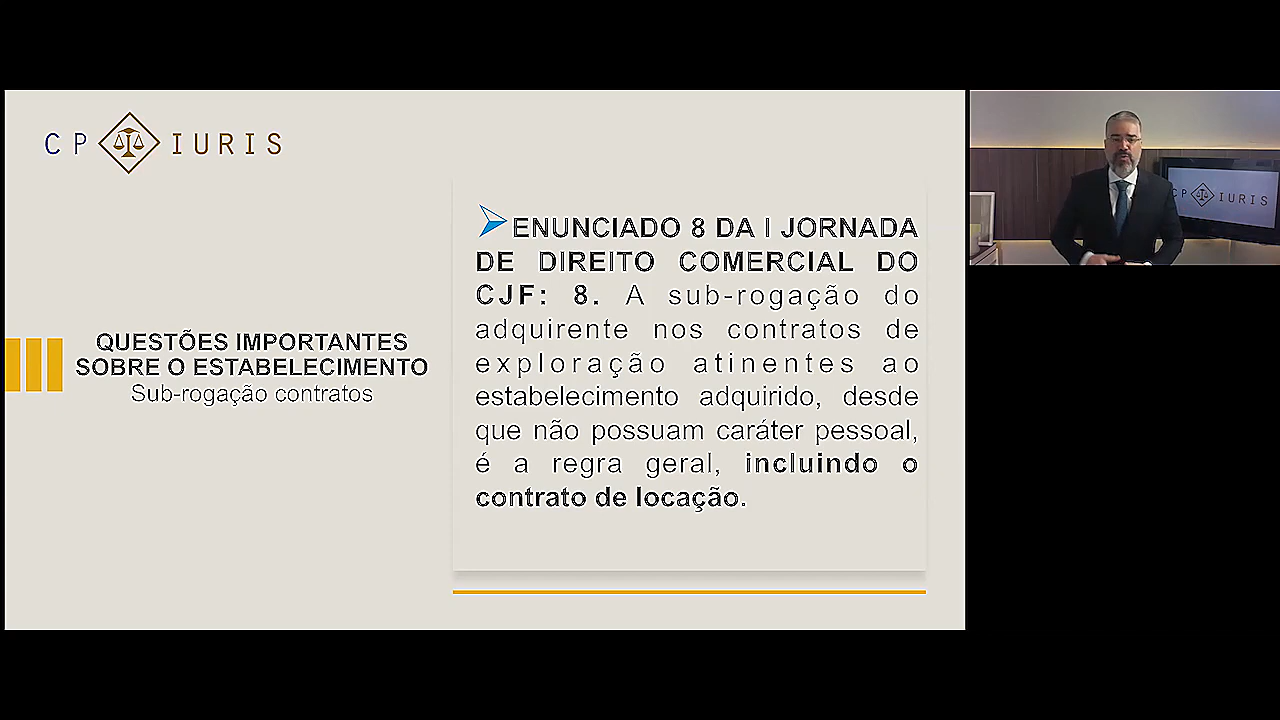 CP IURIS
ENUNCIADO 8 DA I JORNADA
DE DIREITO COMERCIAL DO
CJF: 8. A sub-rogação do
adquirente nos contratos de
exploração atinentes ao
estabelecimento adquirido, desde
que não possuam caráter pessoal,
é a regra geral, incluindo o
contrato de locação.
QUESTÕES IMPORTANTES
SOBRE O ESTABELECIMENTO
Sub-rogação contratos
CP IURIS